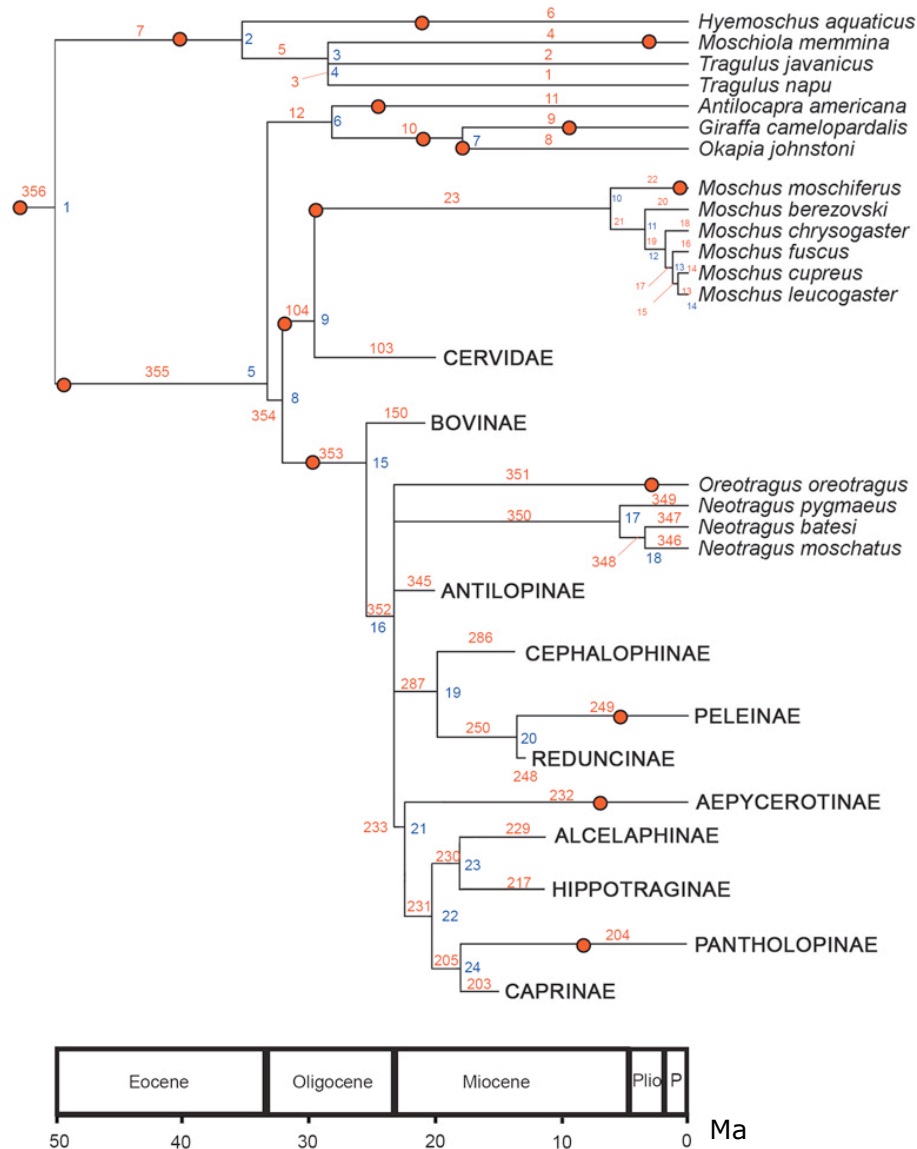 6 Hyemoschus aquaticus
7 2 4 Moschiola memmina
5 3 2 Tragulus javanicus
3 4 1 Tragulus napu
12 6 11 Antilocapra americana
10 7 9 Giraffa camelopardalis
8 Okapia johnstoni
356 1
23 10 22 Moschus moschiferus
21 11 20 Moschus berezovski
19 12 18 Moschus chrysogaster
17 13 16 Moschus fuscus
15 14 Moschus cupreus
13 14 Moschus leucogaster
104 9
103 CERVIDAE
355 5
354 8
150 BOVINAE
353 15
351 Oreotragus oreotragus
350 17 349 Neotragus pygmaeus
348 347 Neotragus batesi
18 346 Neotragus moschatus
345 ANTILOPINAE
352 16
286 CEPHALOPHINAE
287 19
250 20 249 PELEINAE
248 REDUNCINAE
232 AEPYCEROTINAE
233 21
229 ALCELAPHINAE
230 23
217 HIPPOTRAGINAE
231 22
205 24 204 PANTHOLOPINAE
203 CAPRINAE
Eocene Oligocene Miocene Plio P
50 40 30 20 10 0 Ma